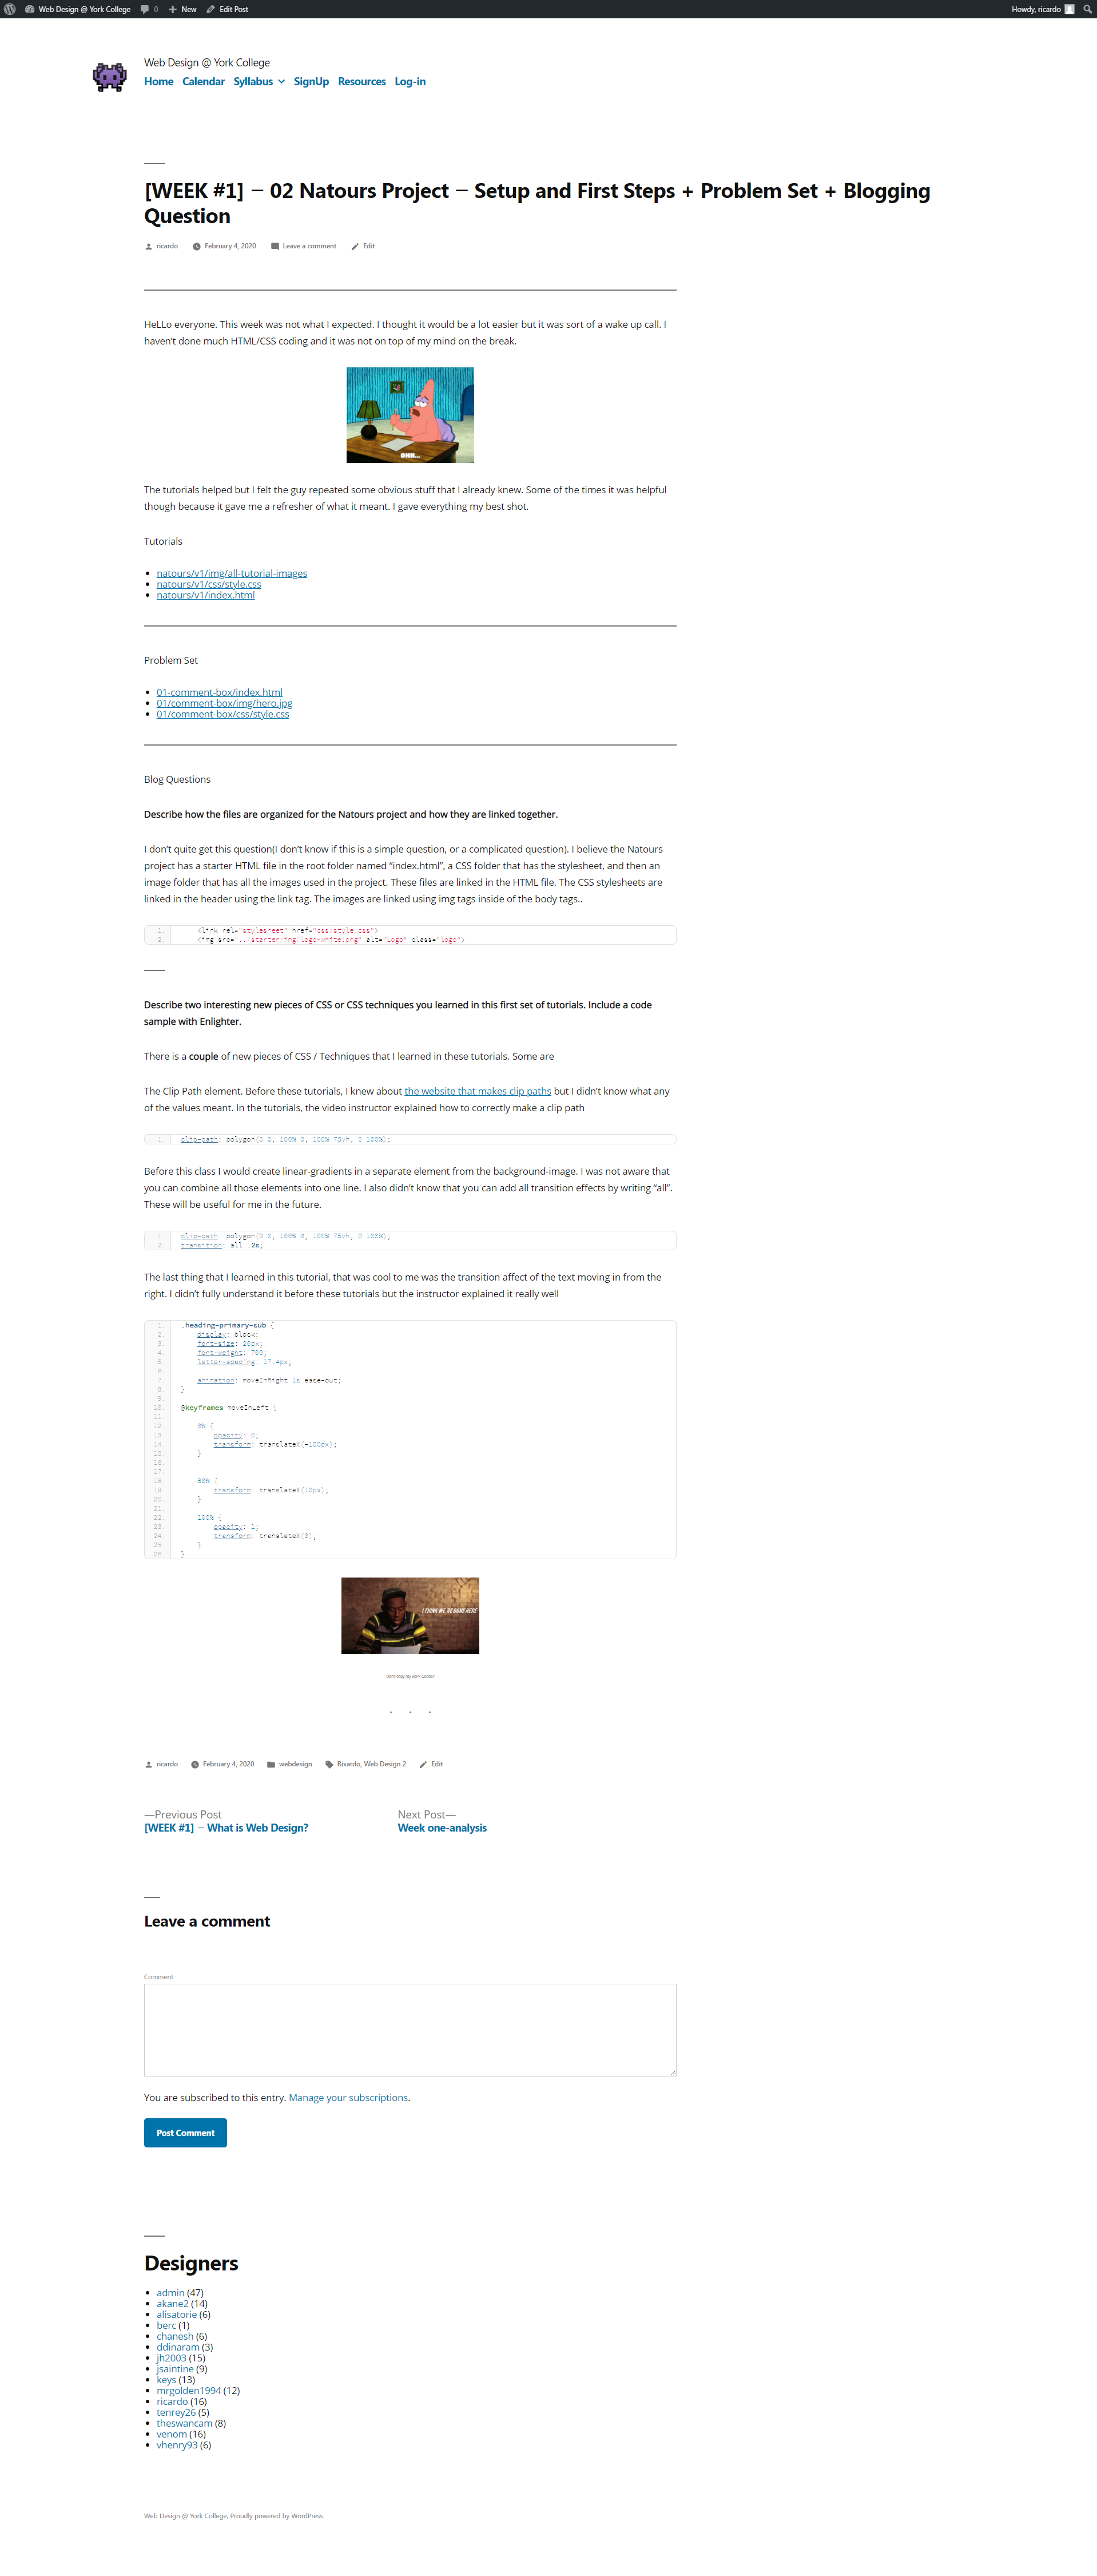 Web Design @ York College 0 New Edit Post Howdy, ricardo
Web Design @ York College
Home Calendar Syllabus SignUp Resources Log-in
[WEEK #1] – 02 Natours Project – Setup and First Steps + Problem Set + Blogging
Question
ricardo February 4, 2020 Leave a comment Edit
HeLLo everyone. This week was not what I expected. I thought it would be a lot easier but it was sort of a wake up call. I
haven’t done much HTML/CSS coding and it was not on top of my mind on the break.
OHH...
The tutorials helped but I felt the guy repeated some obvious stuff that I already knew. Some of the times it was helpful
though because it gave me a refresher of what it meant. I gave everything my best shot.
Tutorials
natours/v1/img/all-tutorial-images
natours/v1/css/style.css
natours/v1/index.html
Problem Set
01-comment-box/index.html
01/comment-box/img/hero.jpg
01/comment-box/css/style.css
Blog Questions
Describe how the files are organized for the Natours project and how they are linked together.
I don’t quite get this question(I don’t know if this is a simple question, or a complicated question). I believe the Natours
project has a starter HTML file in the root folder named “index.html”, a CSS folder that has the stylesheet, and then an
image folder that has all the images used in the project. These files are linked in the HTML file. The CSS stylesheets are
linked in the header using the link tag. The images are linked using img tags inside of the body tags..
1. <link rel="stylesheet" href="css/style.css">
2. <img src="../starter/img/logo-white.png" alt="Logo" class="logo">
Describe two interesting new pieces of CSS or CSS techniques you learned in this first set of tutorials. Include a code
sample with Enlighter.
There is a couple of new pieces of CSS / Techniques that I learned in these tutorials. Some are
The Clip Path element. Before these tutorials, I knew about the website that makes clip paths but I didn’t know what any
of the values meant. In the tutorials, the video instructor explained how to correctly make a clip path
1. clip-path: polygon(0 0, 100% 0, 100% 75vh, 0 100%);
Before this class I would create linear-gradients in a separate element from the background-image. I was not aware that
you can combine all those elements into one line. I also didn’t know that you can add all transition effects by writing “all”.
These will be useful for me in the future.
1. clip-path: polygon(0 0, 100% 0, 100% 75vh, 0 100%);
2. transition: all .2s;
The last thing that I learned in this tutorial, that was cool to me was the transition affect of the text moving in from the
right. I didn’t fully understand it before these tutorials but the instructor explained it really well
1. .heading-primary-sub {
2. display: block;
3. font-size: 20px;
4. font-weight: 700;
5. letter-spacing: 17.4px;
6.
7. animation: moveInRight 1s ease-out;
8. }
9.
10. @keyframes moveInLeft {
11.
12. 0% {
13. opacity: 0;
14. transform: translateX(-100px);
15. }
16.
17.
18. 80% {
19. transform: translateX(10px);
20. }
21.
22. 100% {
23. opacity: 1;
24. transform: translateX(0);
25. }
26. }
I THINK WE'RE DONE HERE
Don't copy my work
. . .
ricardo February 4, 2020 webdesign Rixardo, Web Design 2 Edit
—Previous Post Next Post—
[WEEK #1] – What is Web Design? Week one-analysis
Leave a comment
Comment
You are subscribed to this entry. Manage your subscriptions.
Post Comment
Designers
admin (47)
akane2 (14)
alisatorie (6)
berc (1)
chanesh (6)
ddinaram (3)
jh2003 (15)
jsaintine (9)
keys (13)
mrgolden1994 (12)
ricardo (16)
tenrey26 (5)
theswancam (8)
venom (16)
vhenry93 (6)
Web Design @ York College, Proudly powered by WordPress.